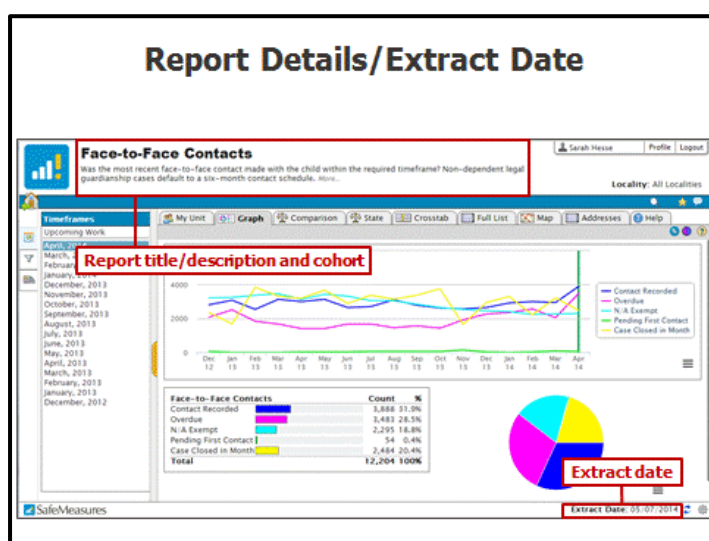 Report Details/Extract Date
Face-to-Face Contacts
Was the most recent face-to-face contact made with the child within the required timeframe? Non-dependent legal
guardianship cases default to a six-month contact schedule. More...
Sarah Hesse Profile Logout
Locality: All Localities
Timeframes
Upcoming Work
April, 2014
March,
February
January, 2014
December, 2013
November, 2013
October, 2013
September, 2013
August, 2013
July, 2013
June, 2013
May, 2013
April, 2013
March, 2013
February, 2013
January, 2013
December, 2012
My Unit Graph Comparison State Crosstab Full List Map Addresses Help
Report title/description and cohort
4000
2000
0
Dec 12 Jan 13 Feb 13 Mar 13 Apr 13 May 13 Jun 13 Jul 13 Aug 13 Sep 13 Oct 13 Nov 13 Dec 13 Jan 14 Feb 14 Mar 14 Apr 14
Contact Recorded
Overdue
N/A Exempt
Pending First Contact
Case Closed in Month
Face-to-Face Contacts Count %
Contact Recorded 3,888 31.9%
Overdue 3,483 28.5%
N/A Exempt 2,295 18.8%
Pending First Contact 54 0.4%
Case Closed in Month 2,484 20.4%
Total 12,204 100%
Extract date
SafeMeasures
Extract Date: 05/07/2014